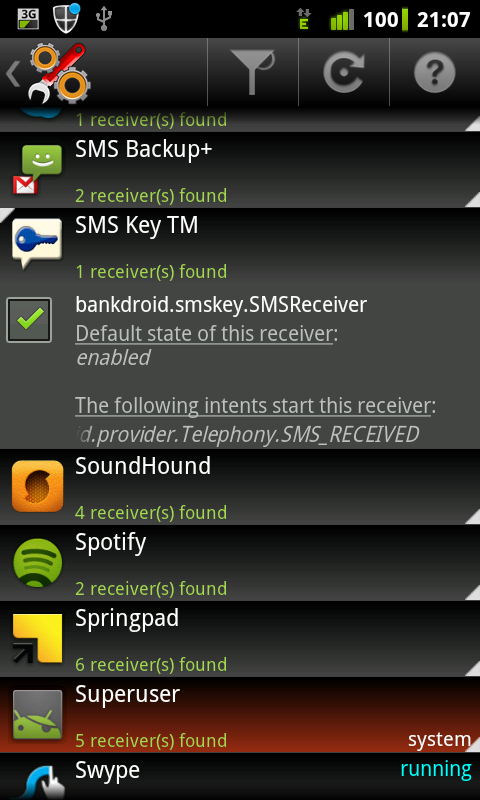 3G
E
100
21:07
?
1 receiver(s) found
SMS Backup+
2 receiver(s) found
SMS Key TM
1 receiver(s) found
bankdroid.smskey.SMSReceiver
Default state of this receiver:
enabled
The following intents start this receiver:
id.provider.Telephony.SMS_RECEIVED
SoundHound
4 receiver(s) found
Spotify
2 receiver(s) found
Springpad
6 receiver(s) found
Superuser
5 receiver(s) found
system
Swype
running